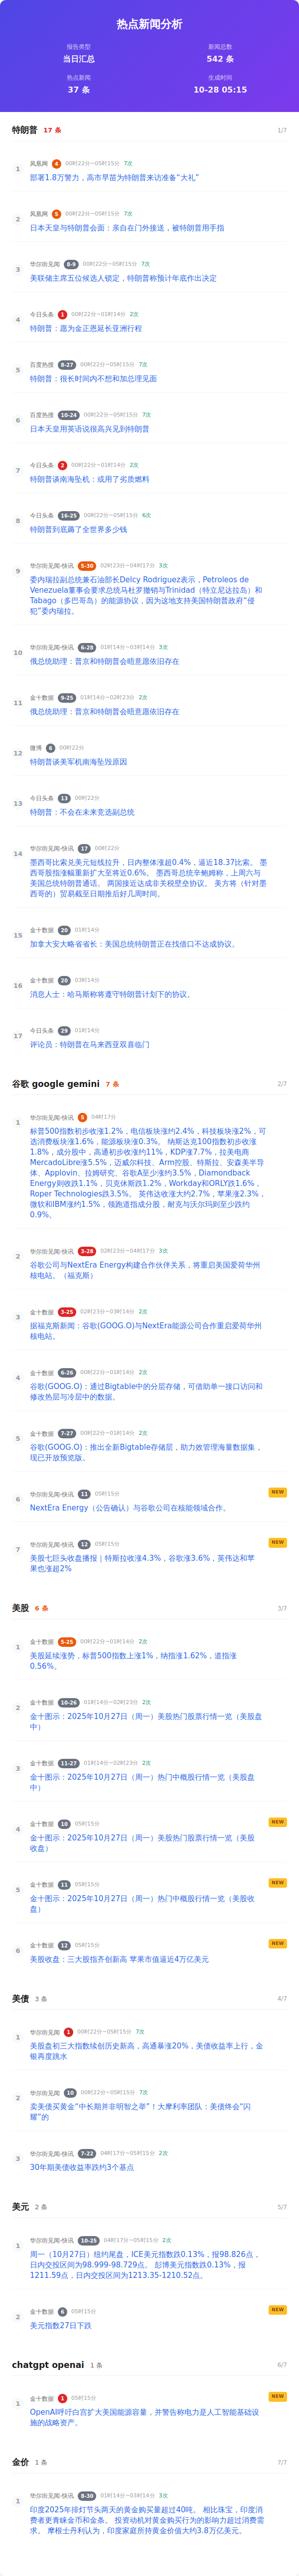 热点新闻分析
报告类型
当日汇总
新闻总数
542 条
热点新闻
37 条
生成时间
10-28 05:15
特朗普 17 条 1/7
1
凤凰网 4 00时22分~05时15分 7次
部署1.8万警力，高市早苗为特朗普来访准备“大礼”
2
凤凰网 5 00时22分~05时15分 7次
日本天皇与特朗普会面：亲自在门外接送，被特朗普用手指
3
华尔街见闻 8-9 00时22分~05时15分 7次
美联储主席五位候选人锁定，特朗普称预计年底作出决定
4
今日头条 1 00时22分~01时14分 2次
特朗普：愿为金正恩延长亚洲行程
5
百度热搜 8-27 00时22分~05时15分 7次
特朗普：很长时间内不想和加总理见面
6
百度热搜 10-24 00时22分~05时15分 7次
日本天皇用英语说很高兴见到特朗普
7
今日头条 2 00时22分~01时14分 2次
特朗普谈南海坠机：或用了劣质燃料
8
今日头条 16-25 00时22分~05时15分 6次
特朗普到底薅了全世界多少钱
9
华尔街见闻-快讯 5-30 02时23分~04时17分 3次
委内瑞拉副总统兼石油部长Delcy Rodriguez表示，Petroleos de
Venezuela董事会要求总统马杜罗撤销与Trinidad（特立尼达拉岛）和
Tabago（多巴哥岛）的能源协议，因为这地支持美国特朗普政府“侵
犯”委内瑞拉。
10
华尔街见闻-快讯 6-28 01时14分~03时14分 3次
俄总统助理：普京和特朗普会晤意愿依旧存在
11
金十数据 9-25 01时14分~02时23分 2次
俄总统助理：普京和特朗普会晤意愿依旧存在
12
微博 6 00时22分
特朗普谈美军机南海坠毁原因
13
今日头条 13 00时22分
特朗普：不会在未来竞选副总统
14
华尔街见闻-快讯 17 00时22分
墨西哥比索兑美元短线拉升，日内整体涨超0.4%，逼近18.37比索。 墨
西哥股指涨幅重新扩大至将近0.6%。 墨西哥总统辛鲍姆称，上周六与
美国总统特朗普通话。 两国接近达成非关税壁垒协议。 美方将（针对墨
西哥的）贸易截至日期推后好几周时间。
15
金十数据 20 01时14分
加拿大安大略省省长：美国总统特朗普正在找借口不达成协议。
16
金十数据 20 03时14分
消息人士：哈马斯称将遵守特朗普计划下的协议。
17
今日头条 29 01时14分
评论员：特朗普在马来西亚双喜临门
谷歌 google gemini 7 条 2/7
1
华尔街见闻-快讯 5 04时17分
标普500指数初步收涨1.2%，电信板块涨约2.4%，科技板块涨2%，可
选消费板块涨1.6%，能源板块涨0.3%。 纳斯达克100指数初步收涨
1.8%，成分股中，高通初步收涨约11%，KDP涨7.7%，拉美电商
MercadoLibre涨5.5%，迈威尔科技、Arm控股、特斯拉、安森美半导
体、Applovin、拉姆研究、谷歌A至少涨约3.5%，Diamondback
Energy则收跌1.1%，贝克休斯跌1.2%，Workday和ORLY跌1.6%，
Roper Technologies跌3.5%。 英伟达收涨大约2.7%，苹果涨2.3%，
微软和IBM涨约1.5%，领跑道指成分股，耐克与沃尔玛则至少跌约
0.9%。
2
华尔街见闻-快讯 3-28 02时23分~04时17分 3次
谷歌公司与NextEra Energy构建合作伙伴关系，将重启美国爱荷华州
核电站。（福克斯）
3
金十数据 3-25 02时23分~03时14分 2次
据福克斯新闻：谷歌(GOOG.O)与NextEra能源公司合作重启爱荷华州
核电站。
4
金十数据 6-26 00时22分~01时14分 2次
谷歌(GOOG.O)：通过Bigtable中的分层存储，可借助单一接口访问和
修改热层与冷层中的数据。
5
金十数据 7-27 00时22分~01时14分 2次
谷歌(GOOG.O)：推出全新Bigtable存储层，助力效管理海量数据集，
现已开放预览版。
6
华尔街见闻-快讯 11 05时15分 NEW
NextEra Energy（公告确认）与谷歌公司在核能领域合作。
7
华尔街见闻-快讯 12 05时15分 NEW
美股七巨头收盘播报｜特斯拉收涨4.3%，谷歌涨3.6%，英伟达和苹
果也涨超2%
美股 6 条 3/7
1
金十数据 5-25 00时22分~01时14分 2次
美股延续涨势，标普500指数上涨1%，纳指涨1.62%，道指涨
0.56%。
2
金十数据 10-26 01时14分~02时23分 2次
金十图示：2025年10月27日（周一）美股热门股票行情一览（美股盘
中）
3
金十数据 11-27 01时14分~02时23分 2次
金十图示：2025年10月27日（周一）热门中概股行情一览（美股盘
中）
4
金十数据 10 05时15分 NEW
金十图示：2025年10月27日（周一）美股热门股票行情一览（美股
收盘）
5
金十数据 11 05时15分 NEW
金十图示：2025年10月27日（周一）热门中概股行情一览（美股收
盘）
6
金十数据 12 05时15分 NEW
美股收盘：三大股指齐创新高 苹果市值逼近4万亿美元
美债 3 条 4/7
1
华尔街见闻 1 00时22分~05时15分 7次
美股盘初三大指数续创历史新高，高通暴涨20%，美债收益率上行，金
银再度跳水
2
华尔街见闻 10 00时22分~05时15分 7次
卖美债买黄金“中长期并非明智之举”！大摩利率团队：美债终会“闪
耀”的
3
华尔街见闻-快讯 7-22 04时17分~05时15分 2次
30年期美债收益率跌约3个基点
美元 2 条 5/7
1
华尔街见闻-快讯 10-25 04时17分~05时15分 2次
周一（10月27日）纽约尾盘，ICE美元指数跌0.13%，报98.826点，
日内交投区间为98.999-98.729点。 彭博美元指数跌0.13%，报
1211.59点，日内交投区间为1213.35-1210.52点。
2
金十数据 6 05时15分 NEW
美元指数27日下跌
chatgpt openai 1 条 6/7
1
金十数据 1 05时15分 NEW
OpenAI呼吁白宫扩大美国能源容量，并警告称电力是人工智能基础设
施的战略资产。
金价 1 条 7/7
1
华尔街见闻-快讯 8-30 01时14分~03时14分 3次
印度2025年排灯节头两天的黄金购买量超过40吨。 相比珠宝，印度消
费者更青睐金币和金条。 投资动机对黄金购买行为的影响力超过消费需
求。 摩根士丹利认为，印度家庭所持黄金价值大约3.8万亿美元。